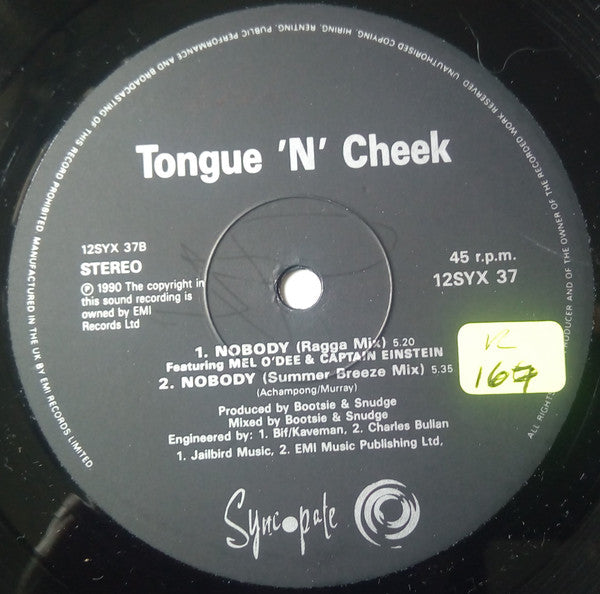 Tongue 'N' Cheek
12SYX 37B
STEREO
Ⓟ 1990 The copyright in
this sound recording is
owned by EMI
Records Ltd
45 r.p.m.
12SYX 37
1. NOBODY (Ragga Mix) 5.20
Featuring MEL O'DEE & CAPTAIN EINSTEIN
2. NOBODY (Summer Breeze Mix) 5.35
(Achampong/Murray)
Produced by Bootsie & Snudge
Mixed by Bootsie & Snudge
Engineered by: 1. Bif/Kaveman, 2. Charles Bullan
1. Jailbird Music, 2. EMI Music Publishing Ltd,
Syncopate
ALL RIGHTS
PRODUCER AND OF THE OWNER OF THE RECORDED WORK RESERVED UNAUTHORISED COPYING, HIRING, RENTING, PUBLIC PERFORMANCE AND BROADCASTING OF THIS RECORD PROHIBITED MANUFACTURED IN THE UK BY EMI RECORDS LIMITED